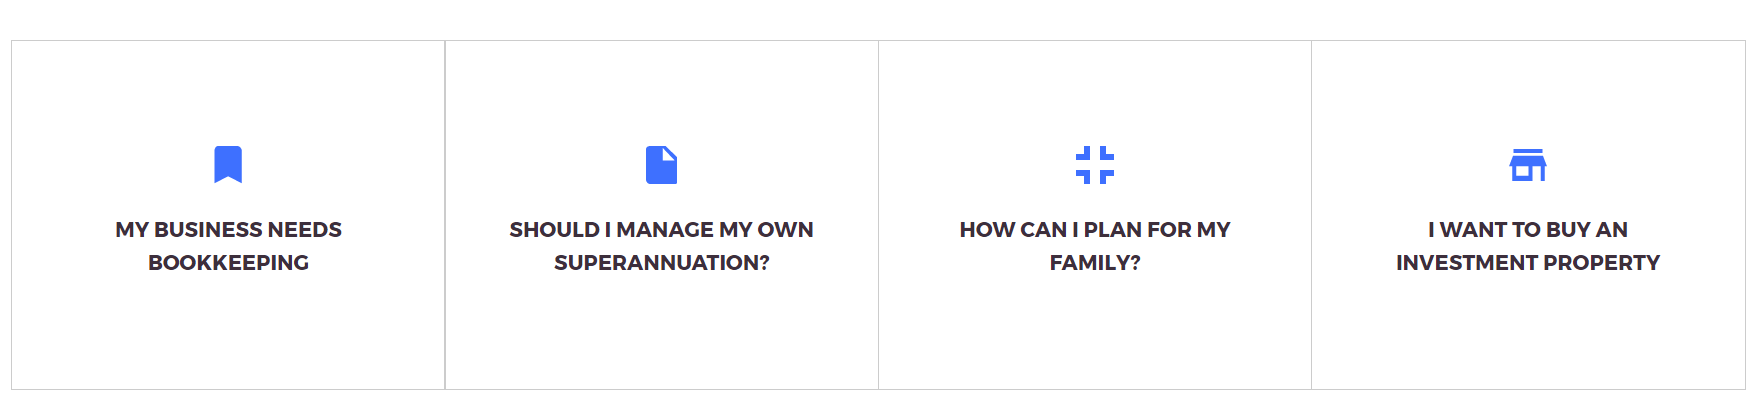 MY BUSINESS NEEDS
BOOKKEEPING
SHOULD I MANAGE MY OWN
SUPERANNUATION?
HOW CAN I PLAN FOR MY
FAMILY?
I WANT TO BUY AN
INVESTMENT PROPERTY